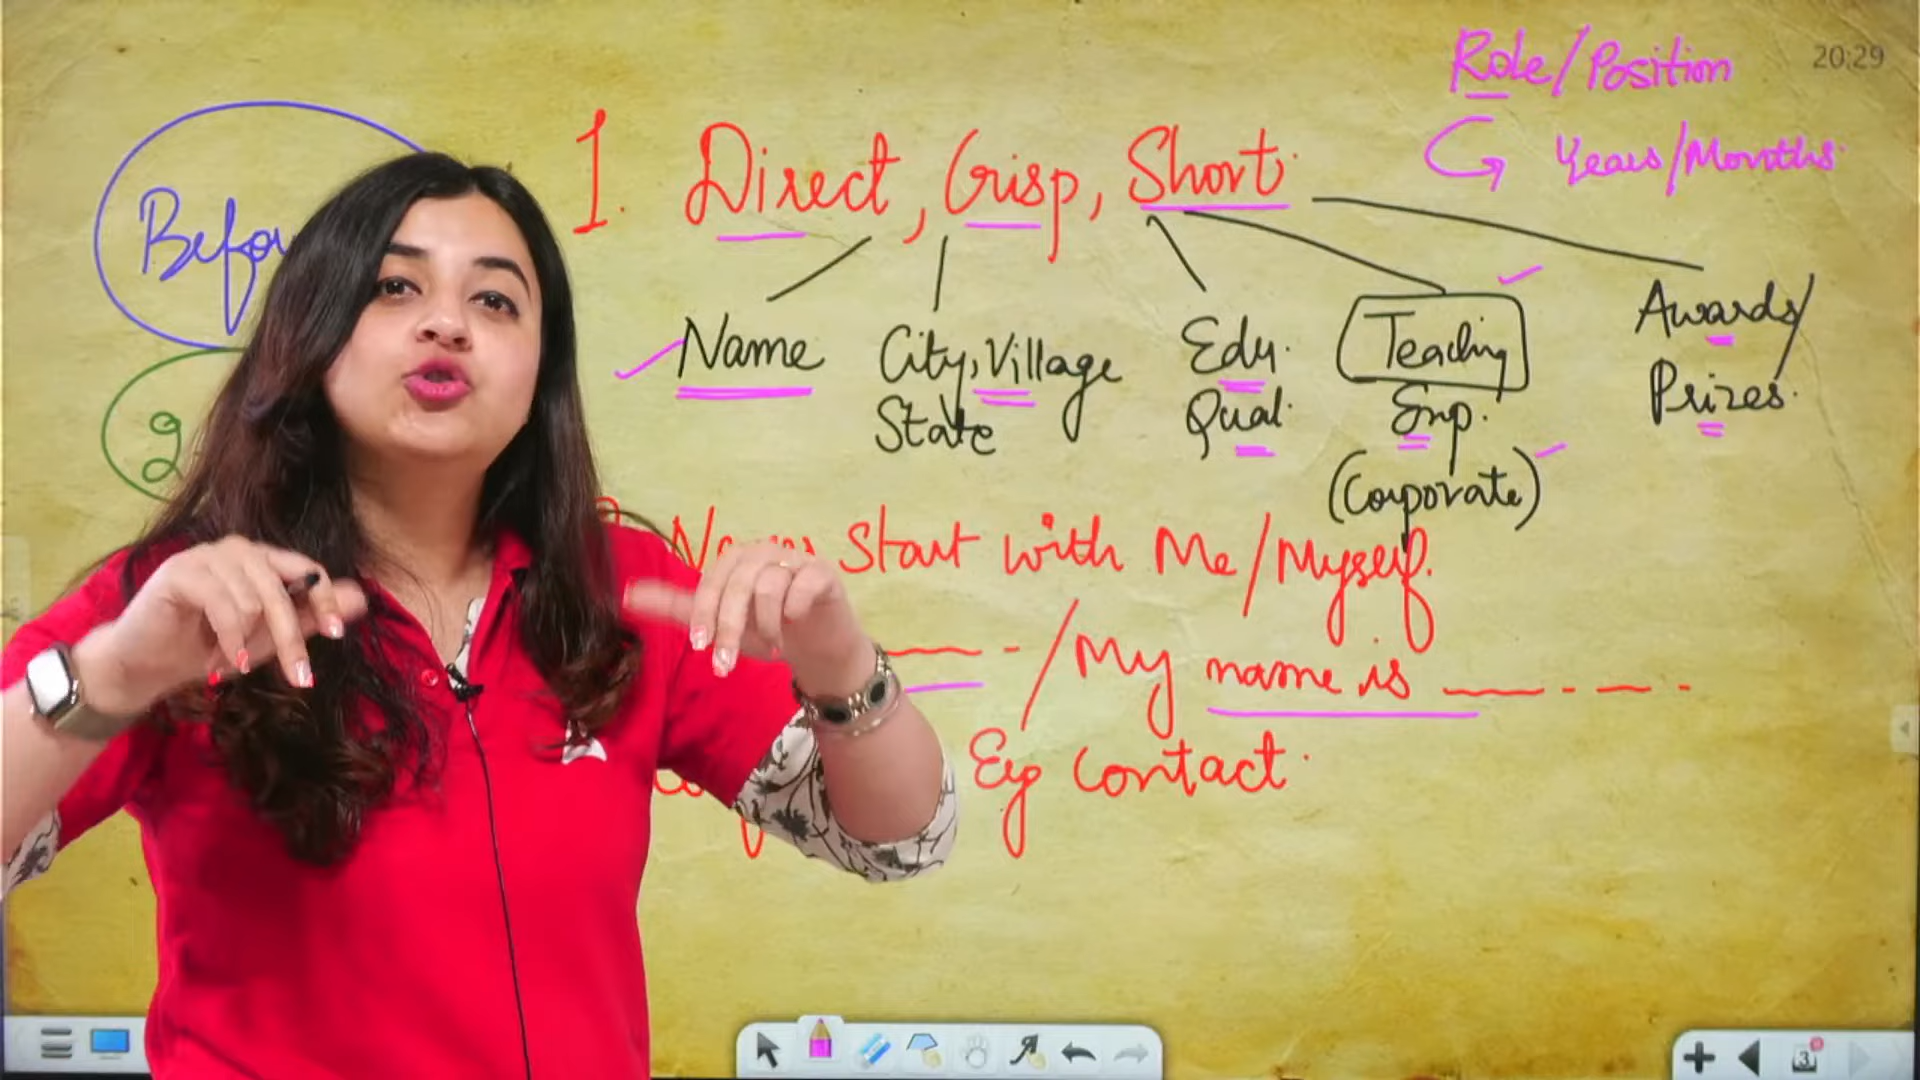 Role/Position
20:29
Years/Months
1. Direct, Crisp, Short.
Name
City, Village
State
Edu.
Qual.
Teaching
Exp.
(Corporate)
Awards/
Prizes.
Start with Me/Myself.
/My name is
Eye Contact.
3